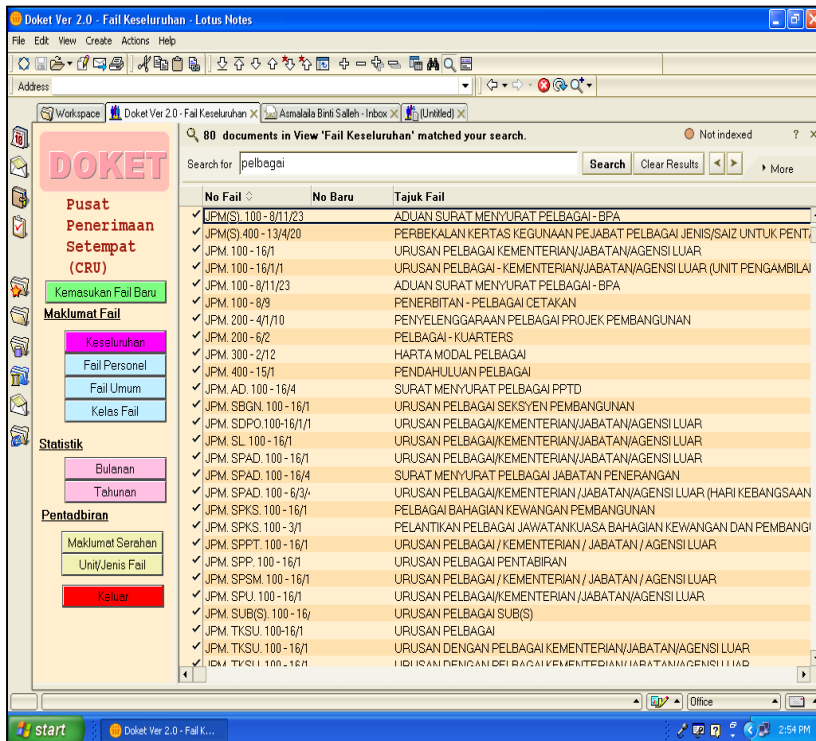 Doket Ver 2.0 - Fail Keseluruhan - Lotus Notes
File Edit View Create Actions Help
Address
Workspace Doket Ver 2.0 - Fail Keseluruhan Asmalaila Binti Salleh - Inbox (Untitled)
80 documents in View 'Fail Keseluruhan' matched your search. Not indexed ? x
Search for pelbagai Search Clear Results < > More
DOKET
Pusat
Penerimaan
Setempat
(CRU)
Kemasukan Fail Baru
Maklumat Fail
Keseluruhan
Fail Personel
Fail Umum
Kelas Fail
Statistik
Bulanan
Tahunan
Pentadbiran
Maklumat Serahan
Unit/Jenis Fail
Keluar
No Fail No Baru Tajuk Fail
JPM(S). 100 - 8/11/23 ADUAN SURAT MENYURAT PELBAGAI - BPA
JPM(S).400 - 13/4/20 PERBEKALAN KERTAS KEGUNAAN PEJABAT PELBAGAI JENIS/SAIZ UNTUK
JPM. 100 - 16/1 URUSAN PELBAGAI KEMENTERIAN/JABATAN/AGENSI LUAR
JPM. 100 - 16/1/1 URUSAN PELBAGAI - KEMENTERIAN/JABATAN/AGENSI LUAR (UNIT
JPM. 100 - 8/11/23 ADUAN SURAT MENYURAT PELBAGAI - BPA
JPM. 100 - 8/9 PENERBITAN - PELBAGAI CETAKAN
JPM. 200 - 4/1/10 PENYELENGGARAAN PELBAGAI PROJEK PEMBANGUNAN
JPM. 200 - 6/2 PELBAGAI - KUARTERS
JPM. 300 - 2/12 HARTA MODAL PELBAGAI
JPM. 400 - 15/1 PENDAHULUAN PELBAGAI
JPM. AD. 100 - 16/4 SURAT MENYURAT PELBAGAI PPTD
JPM. SBGN. 100 - 16/1 URUSAN PELBAGAI SEKSYEN PEMBANGUNAN
JPM. SDPO.100-16/1/1 URUSAN PELBAGAI/KEMENTERIAN/JABATAN/AGENSI LUAR
JPM. SL. 100 - 16/1 URUSAN PELBAGAI/KEMENTERIAN/JABATAN/AGENSI LUAR
JPM. SPAD. 100 - 16/1 URUSAN PELBAGAI/KEMENTERIAN/JABATAN/AGENSI LUAR
JPM. SPAD. 100 - 16/4 SURAT MENYURAT PELBAGAI JABATAN PENERANGAN
JPM. SPAD. 100 - 6/3/ URUSAN PELBAGAI/KEMENTERIAN /JABATAN/AGENSI LUAR (HARI KEBANGSAAN
JPM. SPKS. 100 - 16/1 PELBAGAI BAHAGIAN KEWANGAN PEMBANGUNAN
JPM. SPKS. 100 - 3/1 PELANTIKAN PELBAGAI JAWATANKUASA BAHAGIAN KEWANGAN DAN
JPM. SPPT. 100 - 16/1 URUSAN PELBAGAI / KEMENTERIAN / JABATAN / AGENSI LUAR
JPM. SPP. 100 - 16/1 URUSAN PELBAGAI PENTABIRAN
JPM. SPSM. 100 - 16/1 URUSAN PELBAGAI / KEMENTERIAN / JABATAN / AGENSI LUAR
JPM. SPU. 100 - 16/1 URUSAN PELBAGAI/KEMENTERIAN /JABATAN/AGENSI LUAR
JPM. SUB(S). 100 - 16/ URUSAN PELBAGAI SUB(S)
JPM. TKSU. 100-16/1 URUSAN PELBAGAI
JPM. TKSU. 100 - 16/1 URUSAN DENGAN PELBAGAI KEMENTERIAN/JABATAN/AGENSI LUAR
JPM. TKSU. 100 - 16/1 URUSAN DENGAN PELBAGAI KEMENTERIAN/JABATAN/AGENSI LUAR
Office
start Doket Ver 2.0 - Fail K... 2:54 PM